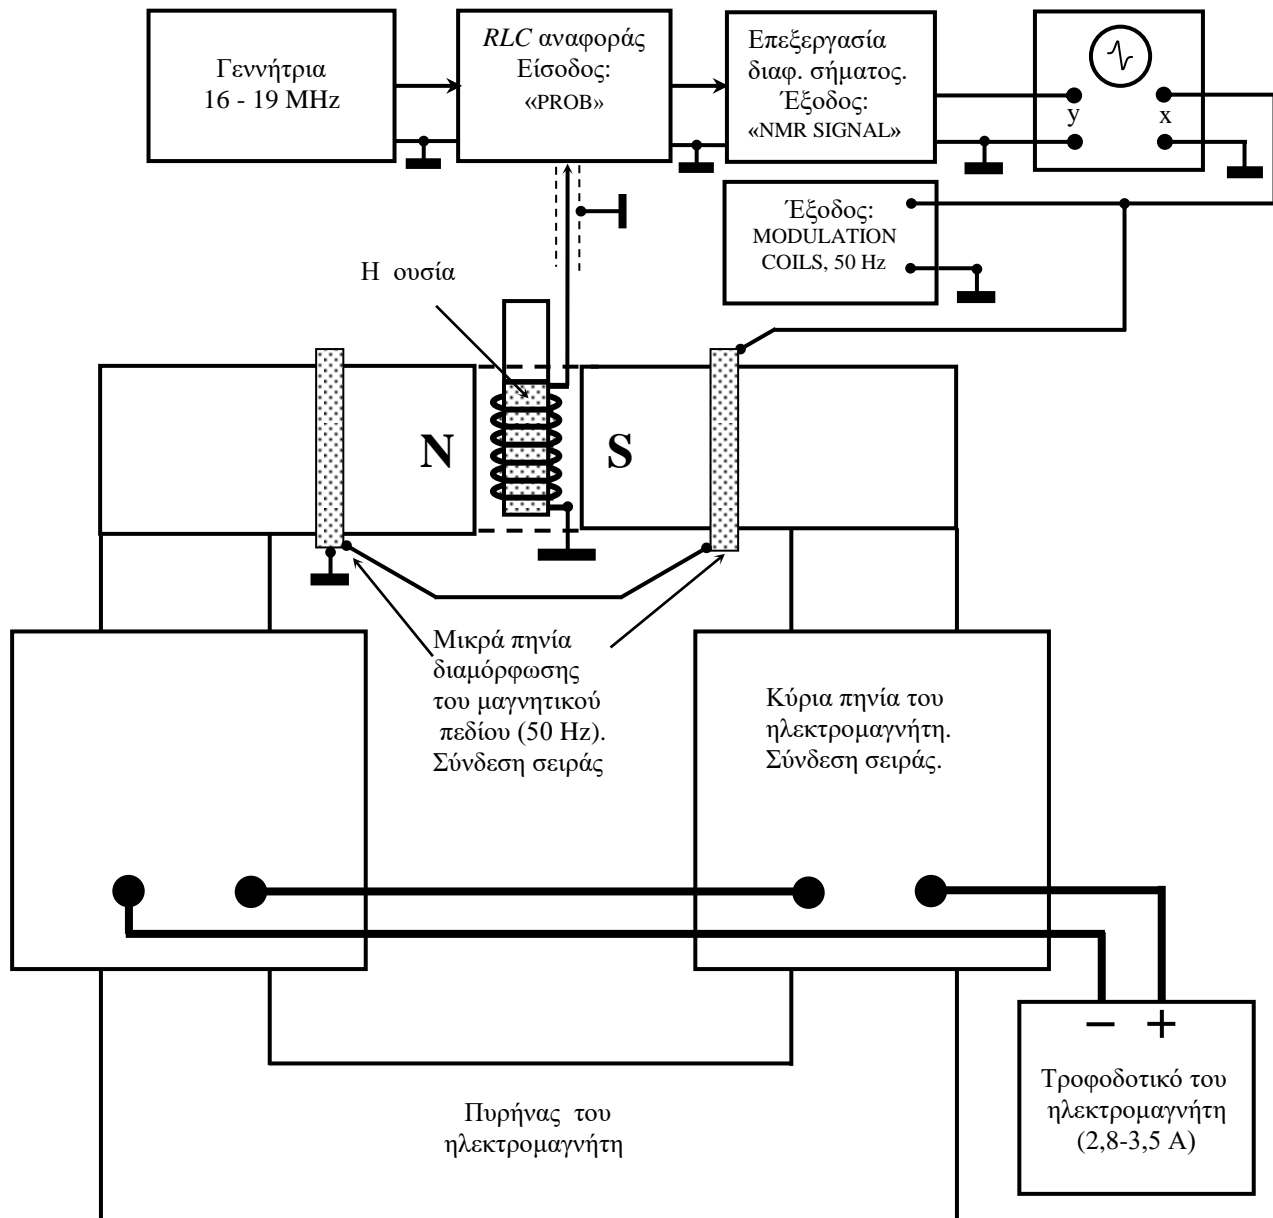 Γεννήτρια
16 - 19 MHz
RLC αναφοράς
Είσοδος:
«PROB»
Επεξεργασία
διαφ. σήματος.
Έξοδος:
«NMR SIGNAL»
y
x
Έξοδος:
MODULATION
COILS, 50 Hz
Η ουσία
N
S
Μικρά πηνία
διαμόρφωσης
του μαγνητικού
πεδίου (50 Hz).
Σύνδεση σειράς
Κύρια πηνία του
ηλεκτρομαγνήτη.
Σύνδεση σειράς.
− +
Τροφοδοτικό του
ηλεκτρομαγνήτη
(2,8-3,5 A)
Πυρήνας του
ηλεκτρομαγνήτη